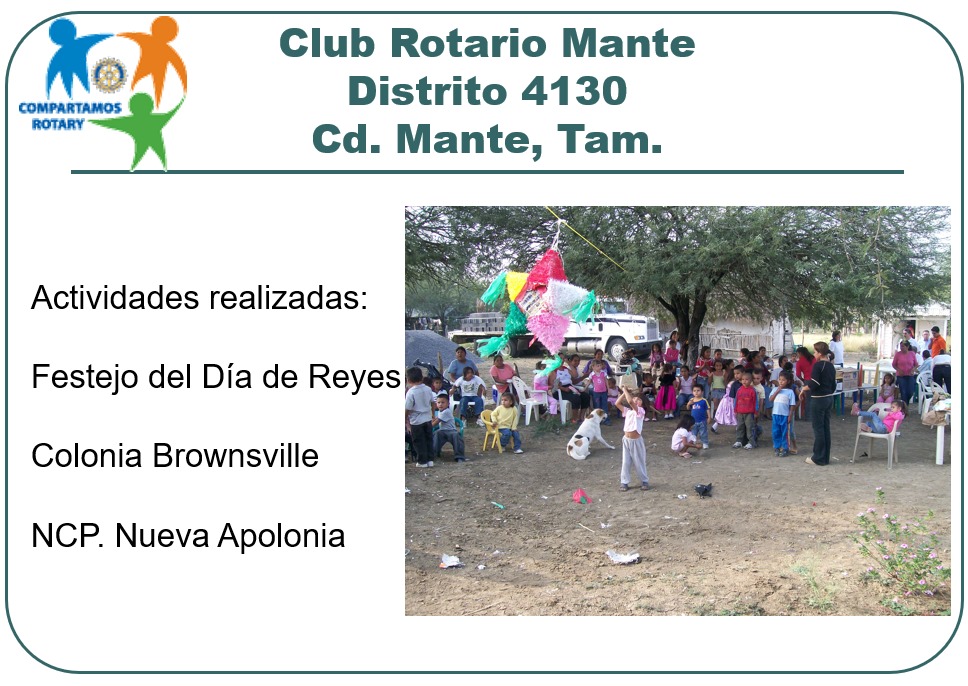 COMPARTAMOS
ROTARY
Club Rotario Mante
Distrito 4130
Cd. Mante, Tam.
Actividades realizadas:
Festejo del Día de Reyes
Colonia Brownsville
NCP. Nueva Apolonia